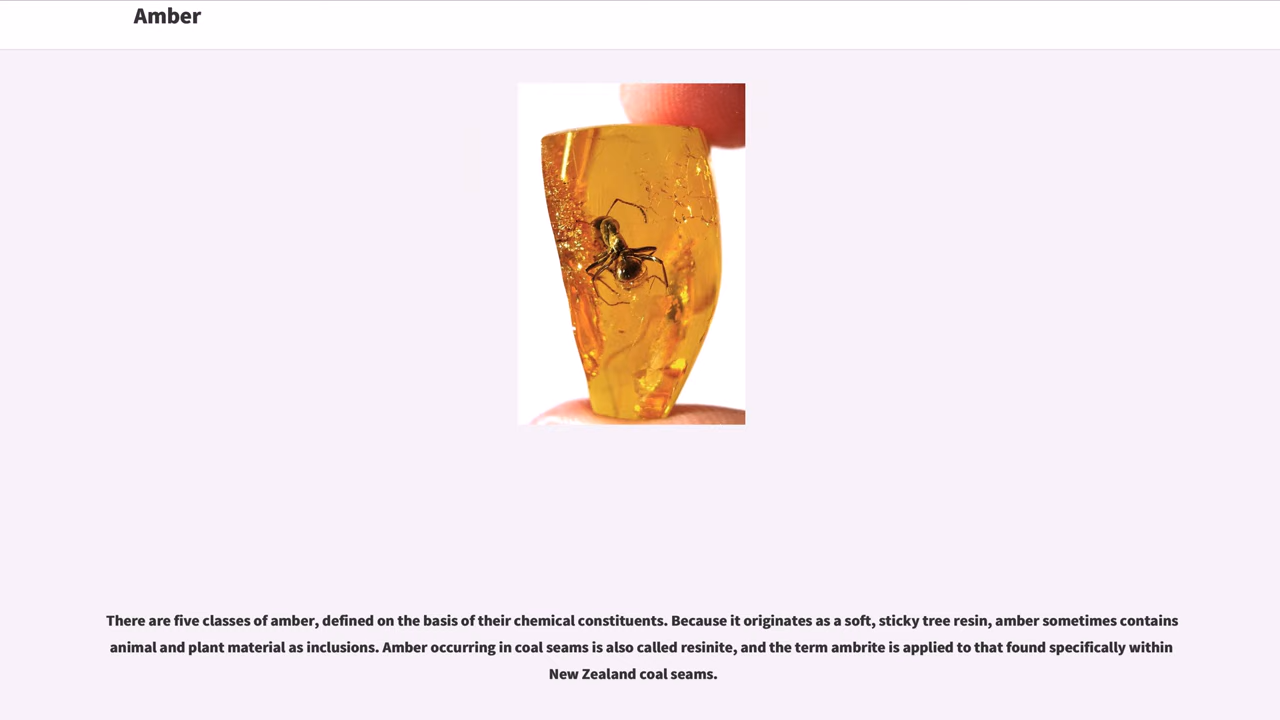 Amber
There are five classes of amber, defined on the basis of their chemical constituents. Because it originates as a soft, sticky tree resin, amber sometimes contains
animal and plant material as inclusions. Amber occurring in coal seams is also called resinite, and the term ambrite is applied to that found specifically within
New Zealand coal seams.